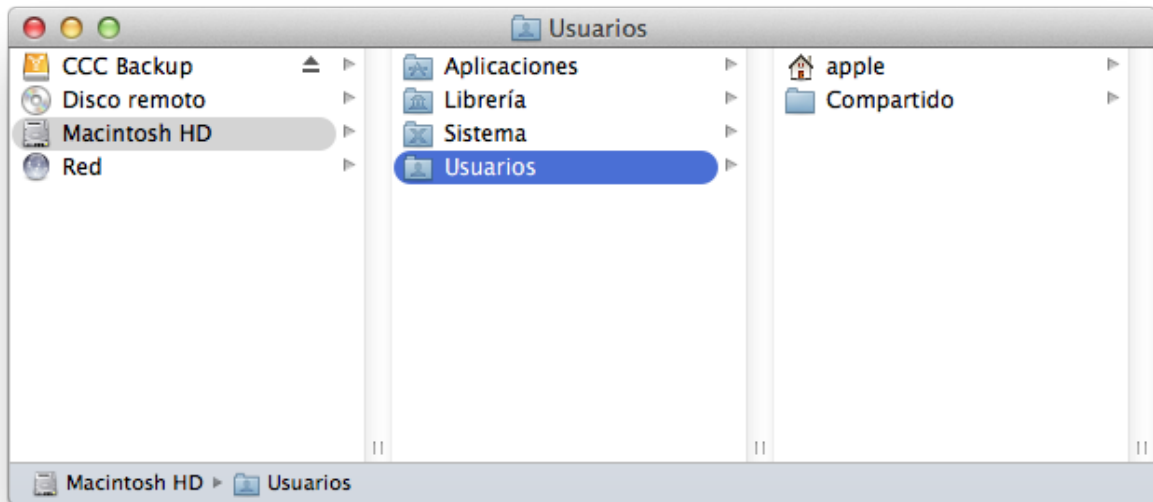 Usuarios
CCC Backup
Disco remoto
Macintosh HD
Red
Aplicaciones
Librería
Sistema
Usuarios
apple
Compartido
Macintosh HD ▸ Usuarios